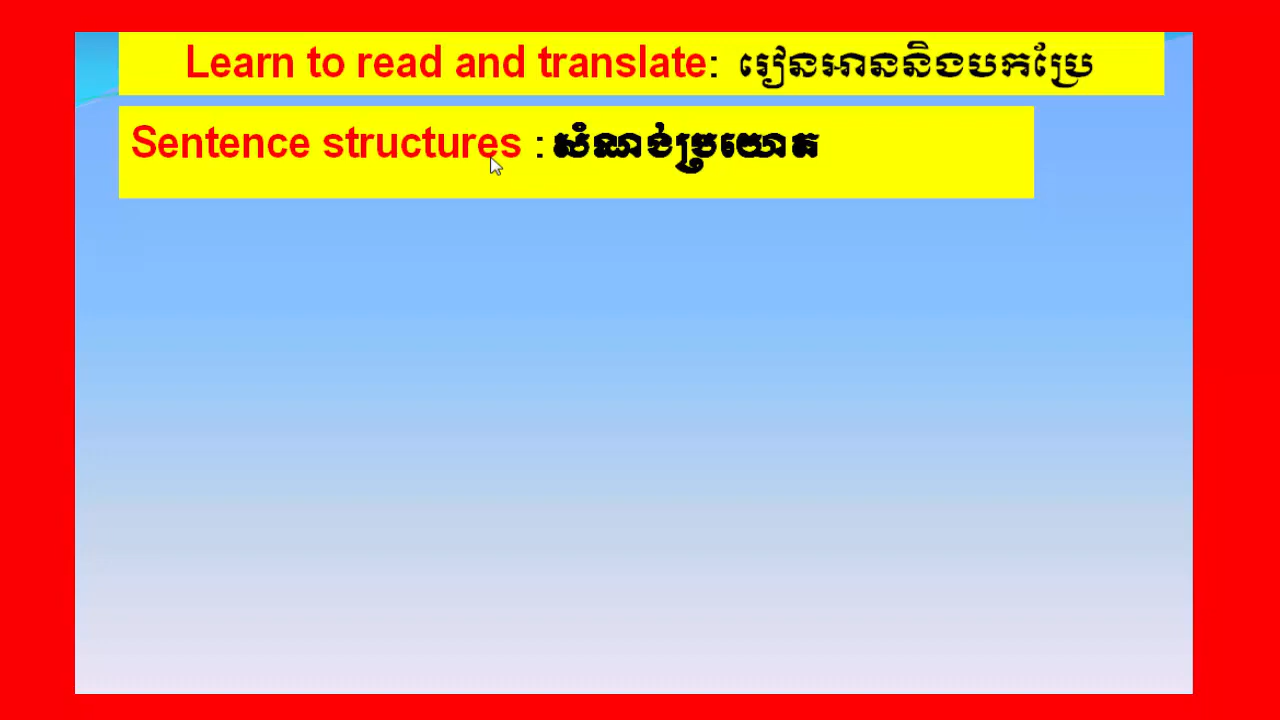 Learn to read and translate: រៀនអាននិងបកប្រែ
Sentence structures : សំណង់ប្រយោគ